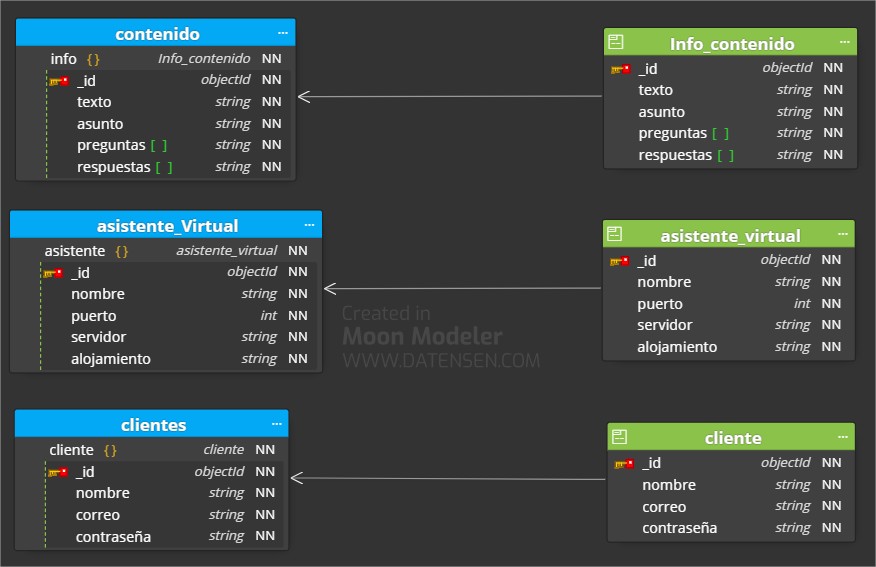 contenido ...
info {} Info_contenido NN
_id objectId NN
texto string NN
asunto string NN
preguntas [ ] string NN
respuestas [ ] string NN
Info_contenido ...
_id objectId NN
texto string NN
asunto string NN
preguntas [ ] string NN
respuestas [ ] string NN
asistente_Virtual ...
asistente {} asistente_virtual NN
_id objectId NN
nombre string NN
puerto int NN
servidor string NN
alojamiento string NN
asistente_virtual ...
_id objectId NN
nombre string NN
puerto int NN
servidor string NN
alojamiento string NN
Created in
Moon Modeler
WWW.DATENSEN.COM
clientes ...
cliente {} cliente NN
_id objectId NN
nombre string NN
correo string NN
contraseña string NN
cliente ...
_id objectId NN
nombre string NN
correo string NN
contraseña string NN